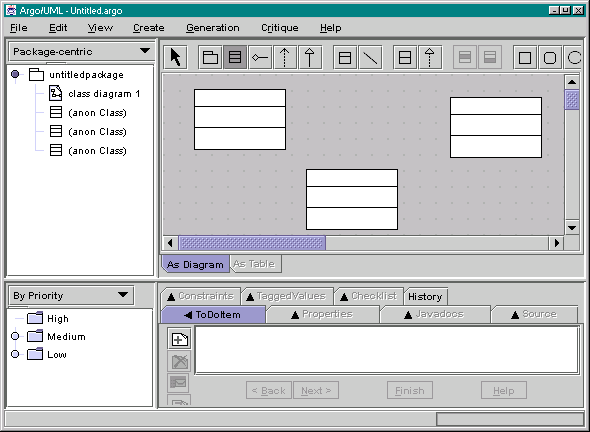 Argo/UML - Untitled.argo
File Edit View Create Generation Critique Help
Package-centric
untitledpackage
class diagram 1
(anon Class)
(anon Class)
(anon Class)
As Diagram As Table
By Priority
High
Medium
Low
Constraints TaggedValues Checklist History
ToDoItem Properties Javadocs Source
< Back Next > Finish Help